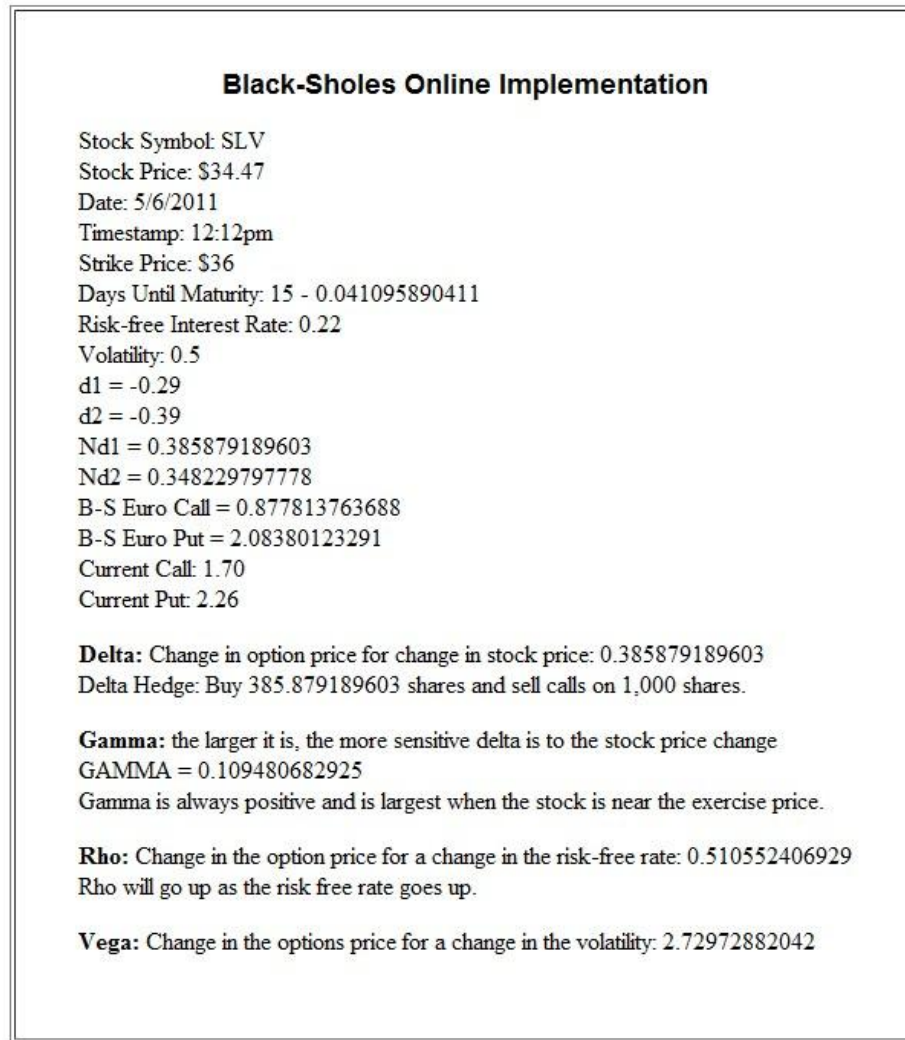 Black-Sholes Online Implementation
Stock Symbol: SLV
Stock Price: $34.47
Date: 5/6/2011
Timestamp: 12:12pm
Strike Price: $36
Days Until Maturity: 15 - 0.041095890411
Risk-free Interest Rate: 0.22
Volatility: 0.5
d1 = -0.29
d2 = -0.39
Nd1 = 0.385879189603
Nd2 = 0.348229797778
B-S Euro Call = 0.877813763688
B-S Euro Put = 2.08380123291
Current Call: 1.70
Current Put: 2.26
Delta: Change in option price for change in stock price: 0.385879189603
Delta Hedge: Buy 385.879189603 shares and sell calls on 1,000 shares.
Gamma: the larger it is, the more sensitive delta is to the stock price change
GAMMA = 0.109480682925
Gamma is always positive and is largest when the stock is near the exercise price.
Rho: Change in the option price for a change in the risk-free rate: 0.510552406929
Rho will go up as the risk free rate goes up.
Vega: Change in the options price for a change in the volatility: 2.72972882042